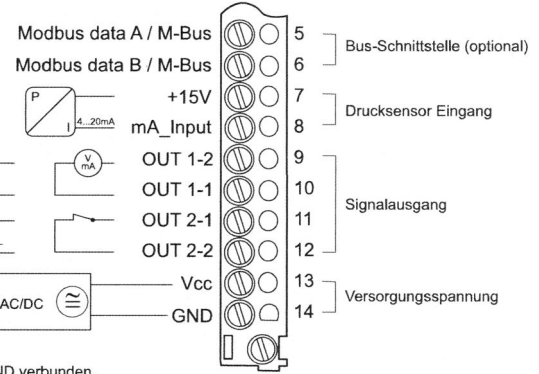 Modbus data A / M-Bus 5
Bus-Schnittstelle (optional)
Modbus data B / M-Bus 6
P +15V 7
Drucksensor Eingang
I 4...20mA mA_Input 8
V mA OUT 1-2 9
OUT 1-1 10
Signalausgang
OUT 2-1 11
OUT 2-2 12
Vcc 13
AC/DC Versorgungsspannung
GND 14
ND verbunden